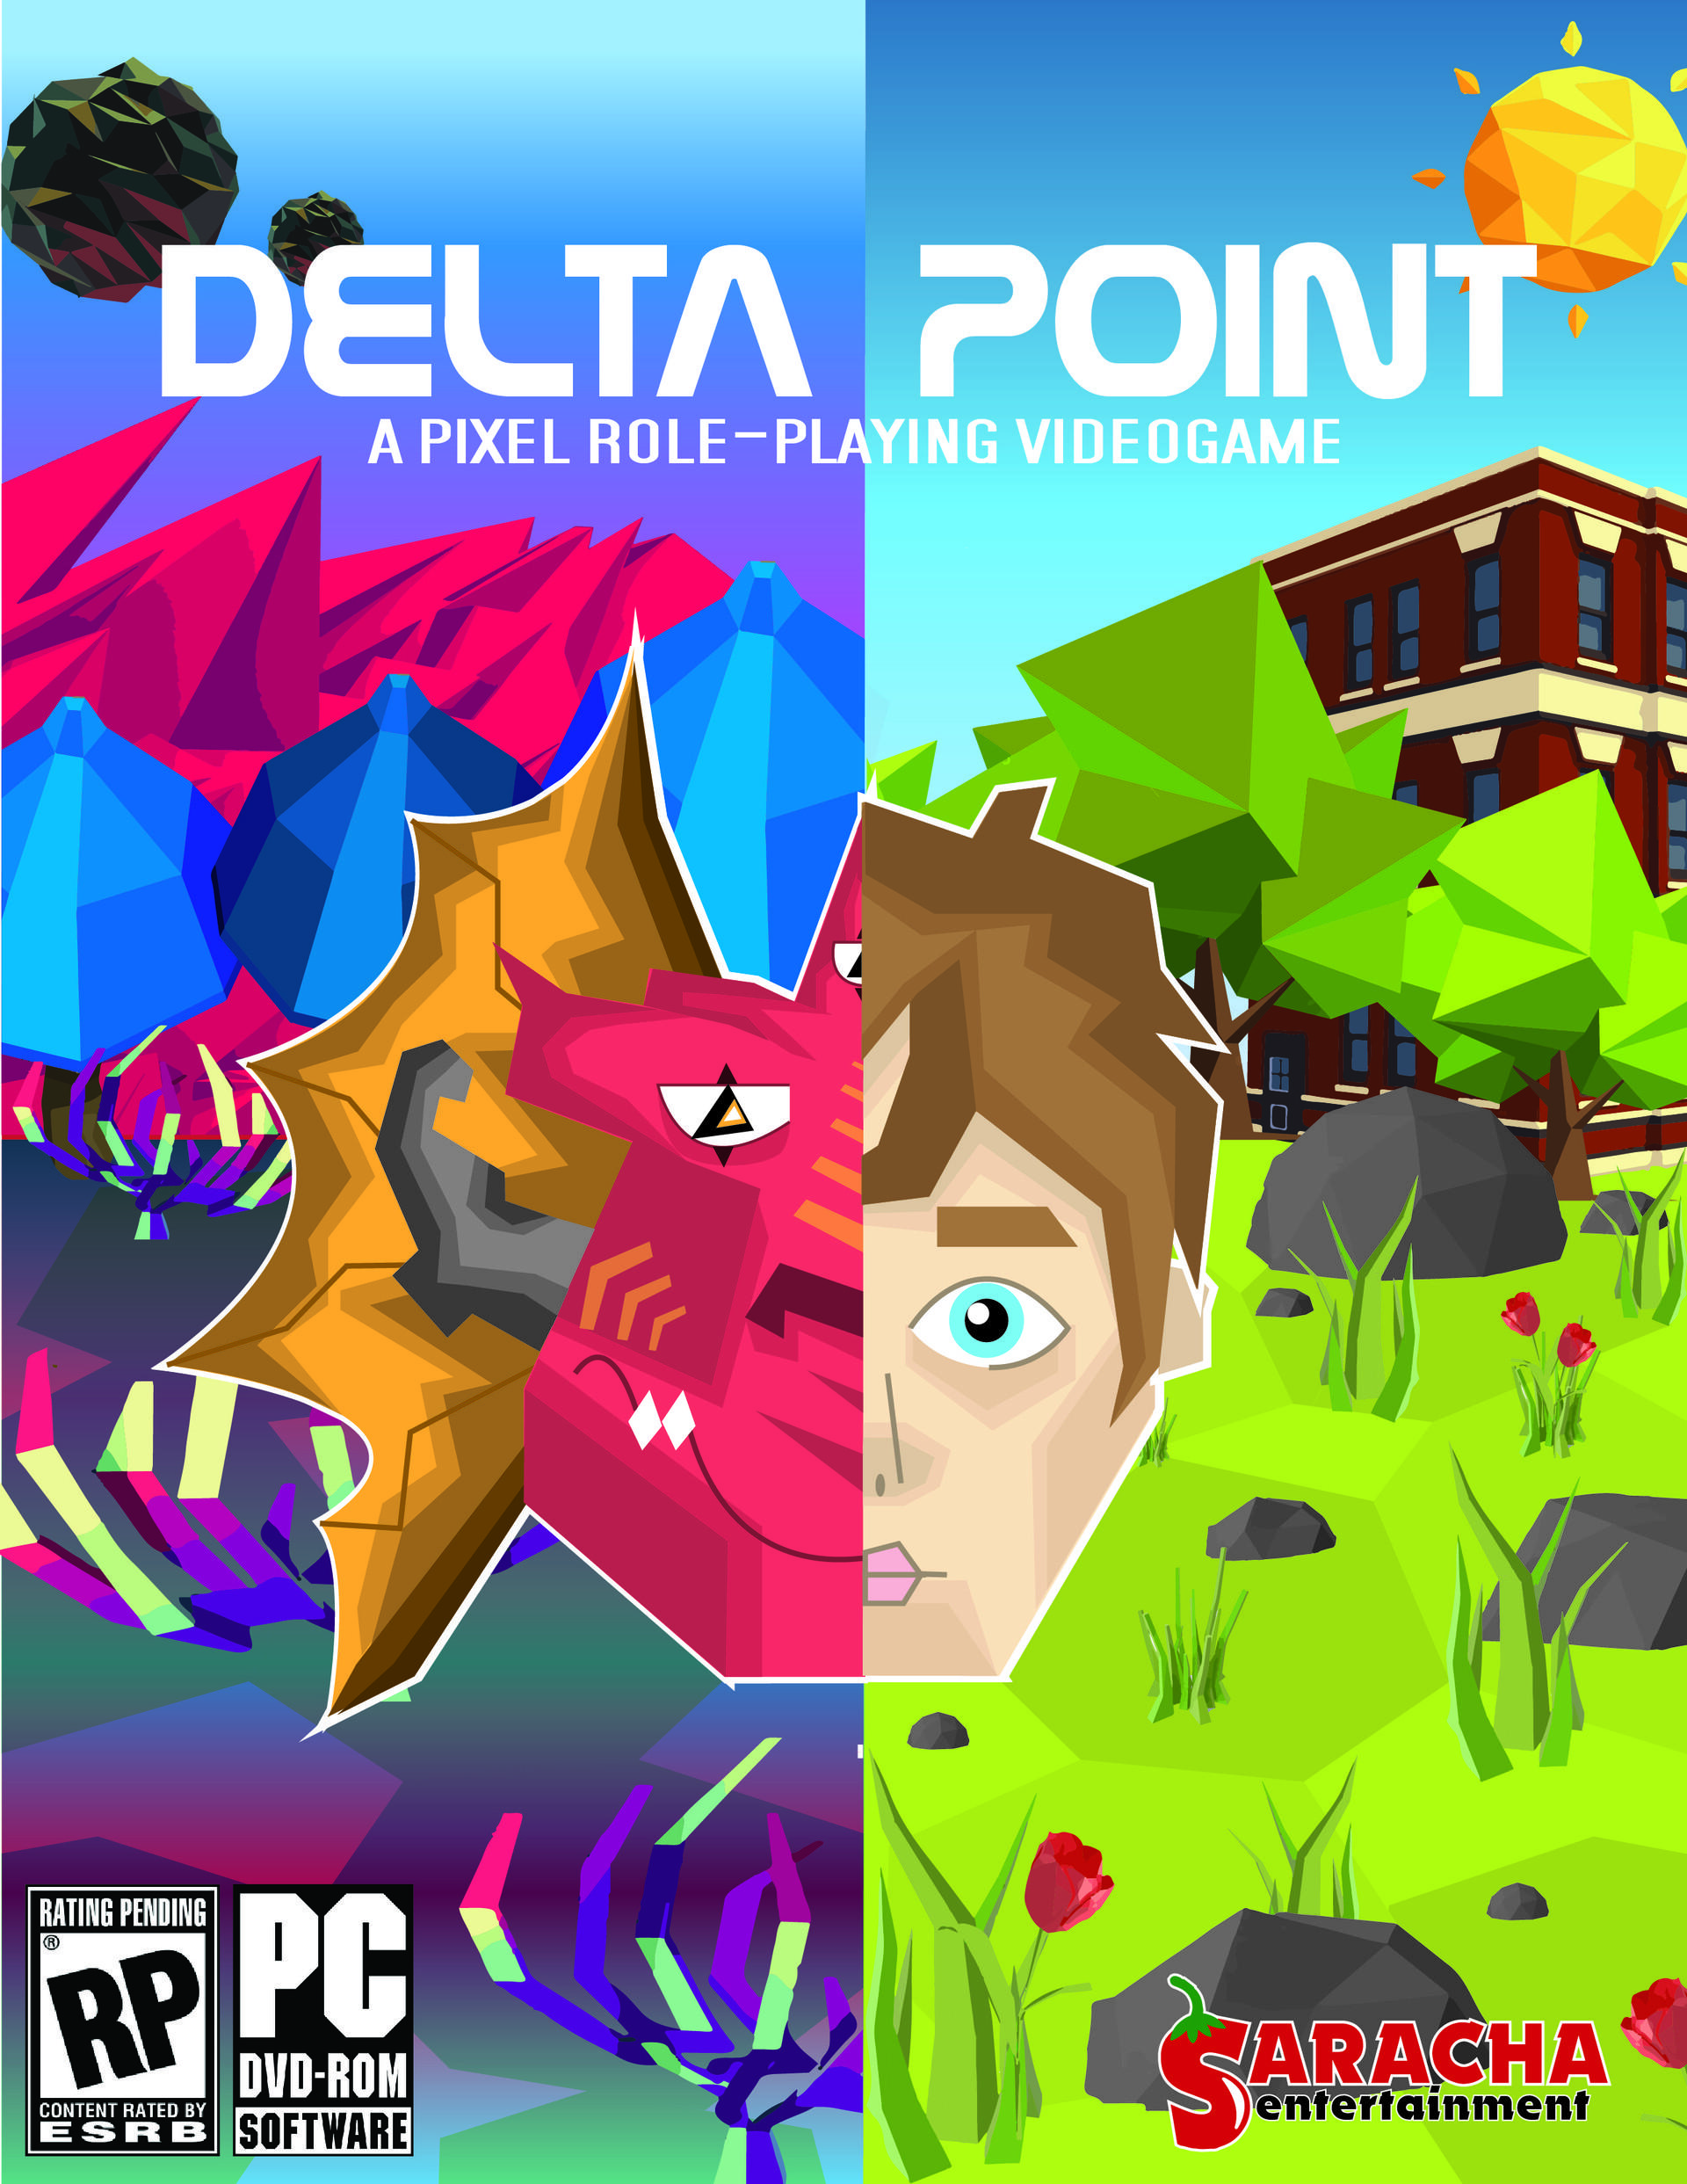 DELTA POINT
A PIXEL ROLE-PLAYING VIDEOGAME
RATING PENDING
®
RP
CONTENT RATED BY
ESRB
PC
DVD-ROM
SOFTWARE
SARACHA
entertainment